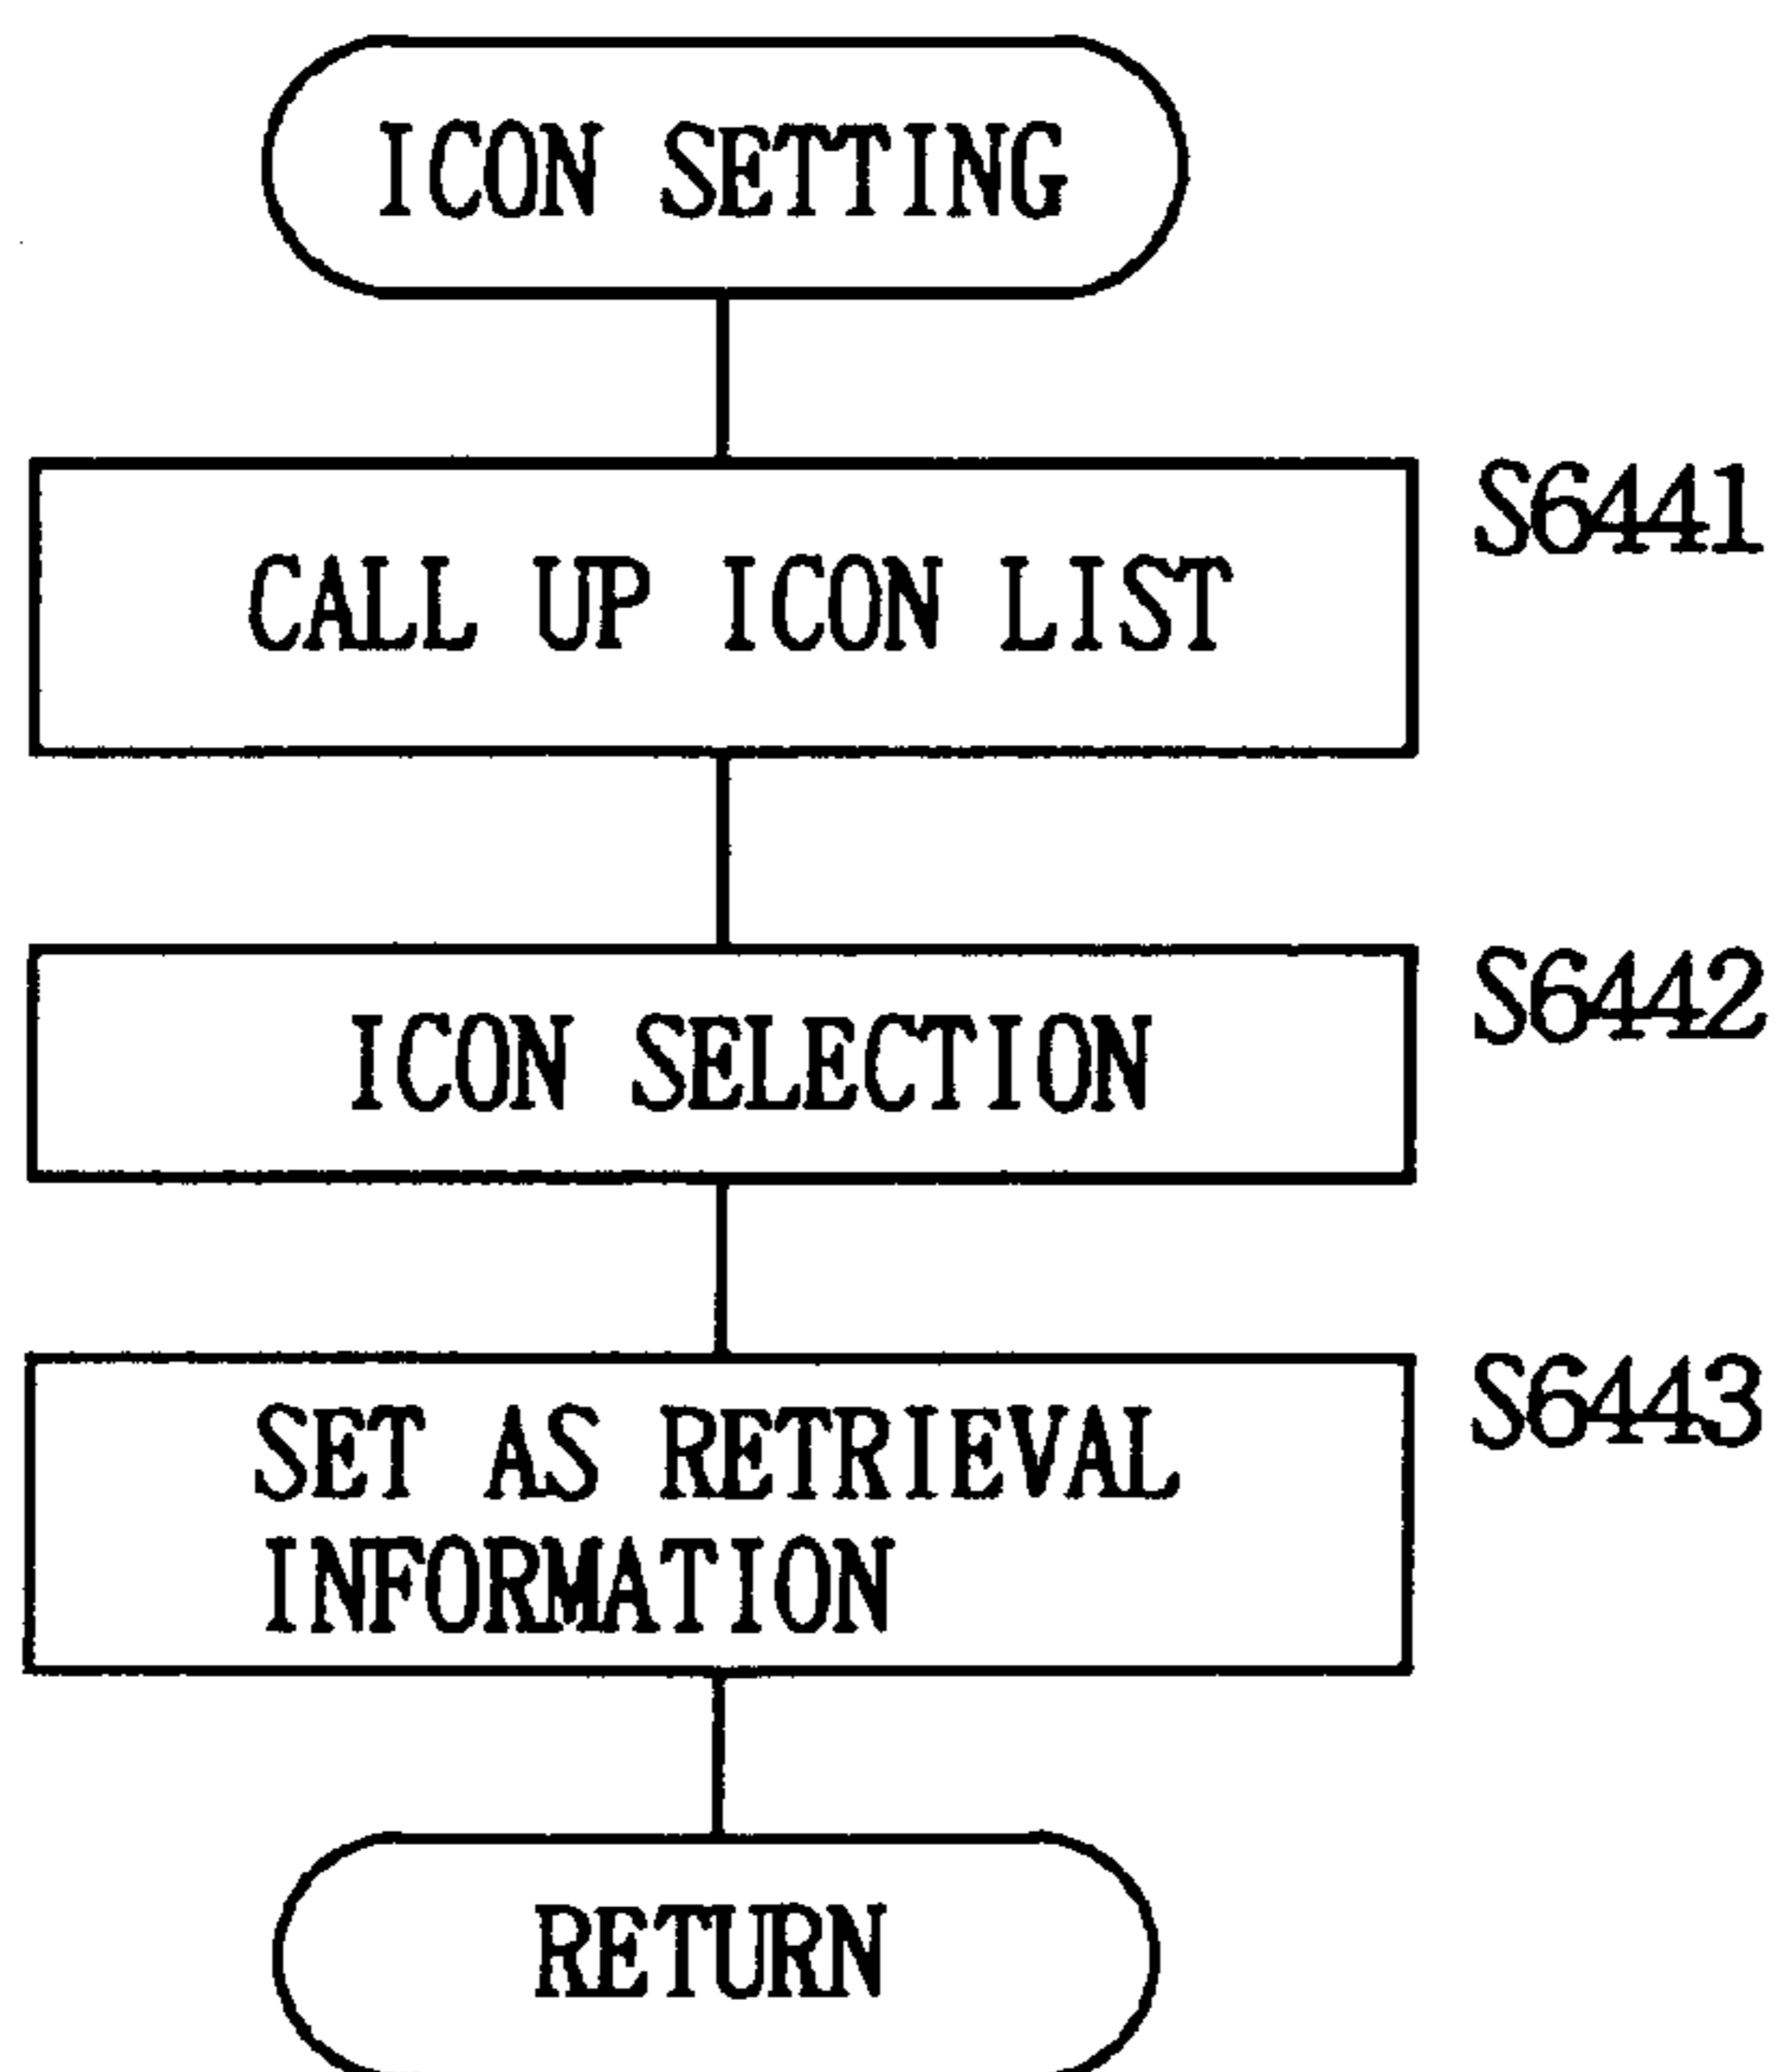 ICON SETTING
CALL UP ICON LIST
S6441
ICON SELECTION
S6442
SET AS RETRIEVAL
INFORMATION
S6443
RETURN